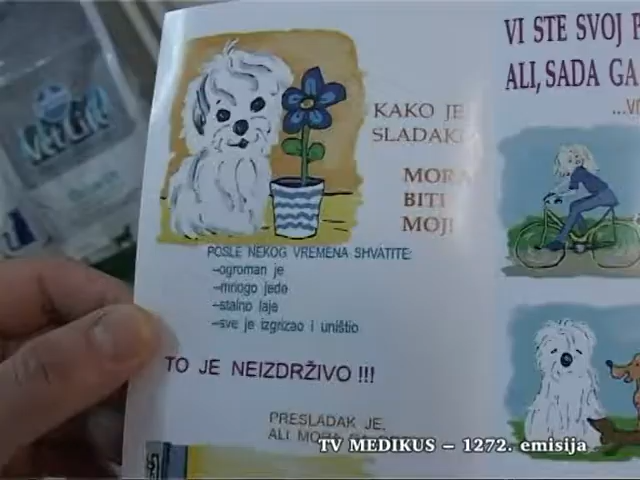 VI STE SVOJ
ALI, SADA GA
KAKO JE
SLADAK!
MORA
BITI
MOJ!
POSLE NEKOG VREMENA SHVATITE:
-ogroman je
-mnogo jede
-stalno laje
-sve je izgrizao i uništio
TO JE NEIZDRŽIVO !!!
PRESLADAK JE,
ALI MORA
TV MEDIKUS – 1272. emisija